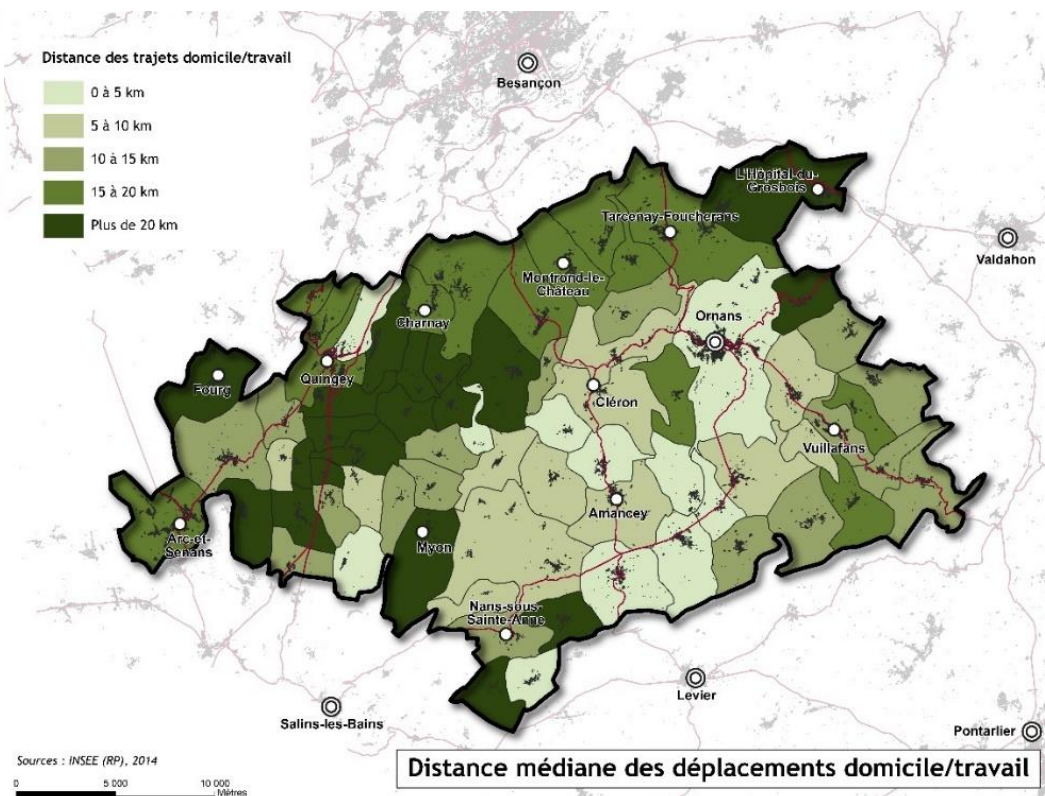 Distance des trajets domicile/travail
0 à 5 km
5 à 10 km
10 à 15 km
15 à 20 km
Plus de 20 km
Besançon
L'Hôpital-du-
Grosbois
Tarcenay-Foucherans
Valdahon
Montrond-le-
Château
Charnay
Ornans
Quingey
Fourg
Cléron
Vuillafans
Amancey
Arc-et-
Senans
Myon
Nans-sous-
Sainte-Anne
Levier
Salins-les-Bains
Pontarlier
Sources : INSEE (RP), 2014
Distance médiane des déplacements domicile/travail
0 5 000 10 000
Mètres